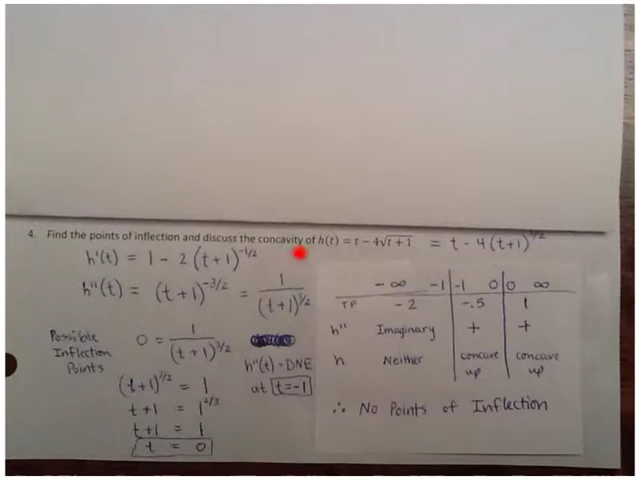 4. Find the points of inflection and discuss the concavity of h(t) = t − 4√t + 1 = t - 4(t+1)^1/2
h'(t) = 1 - 2(t+1)^-1/2
h"(t) = (t+1)^-3/2 = 1/(t+1)^3/2
Possible Inflection Points
0 = 1/(t+1)^3/2
(t+1)^3/2 = 1
t+1 = 1^2/3
t+1 = 1
t = 0
h"(t) = DNE
at t=-1
-∞ -1 | -1 0 | 0 ∞
TP -2 -.5 1
h" Imaginary + +
h Neither concave up concave up
∴ No Points of Inflection